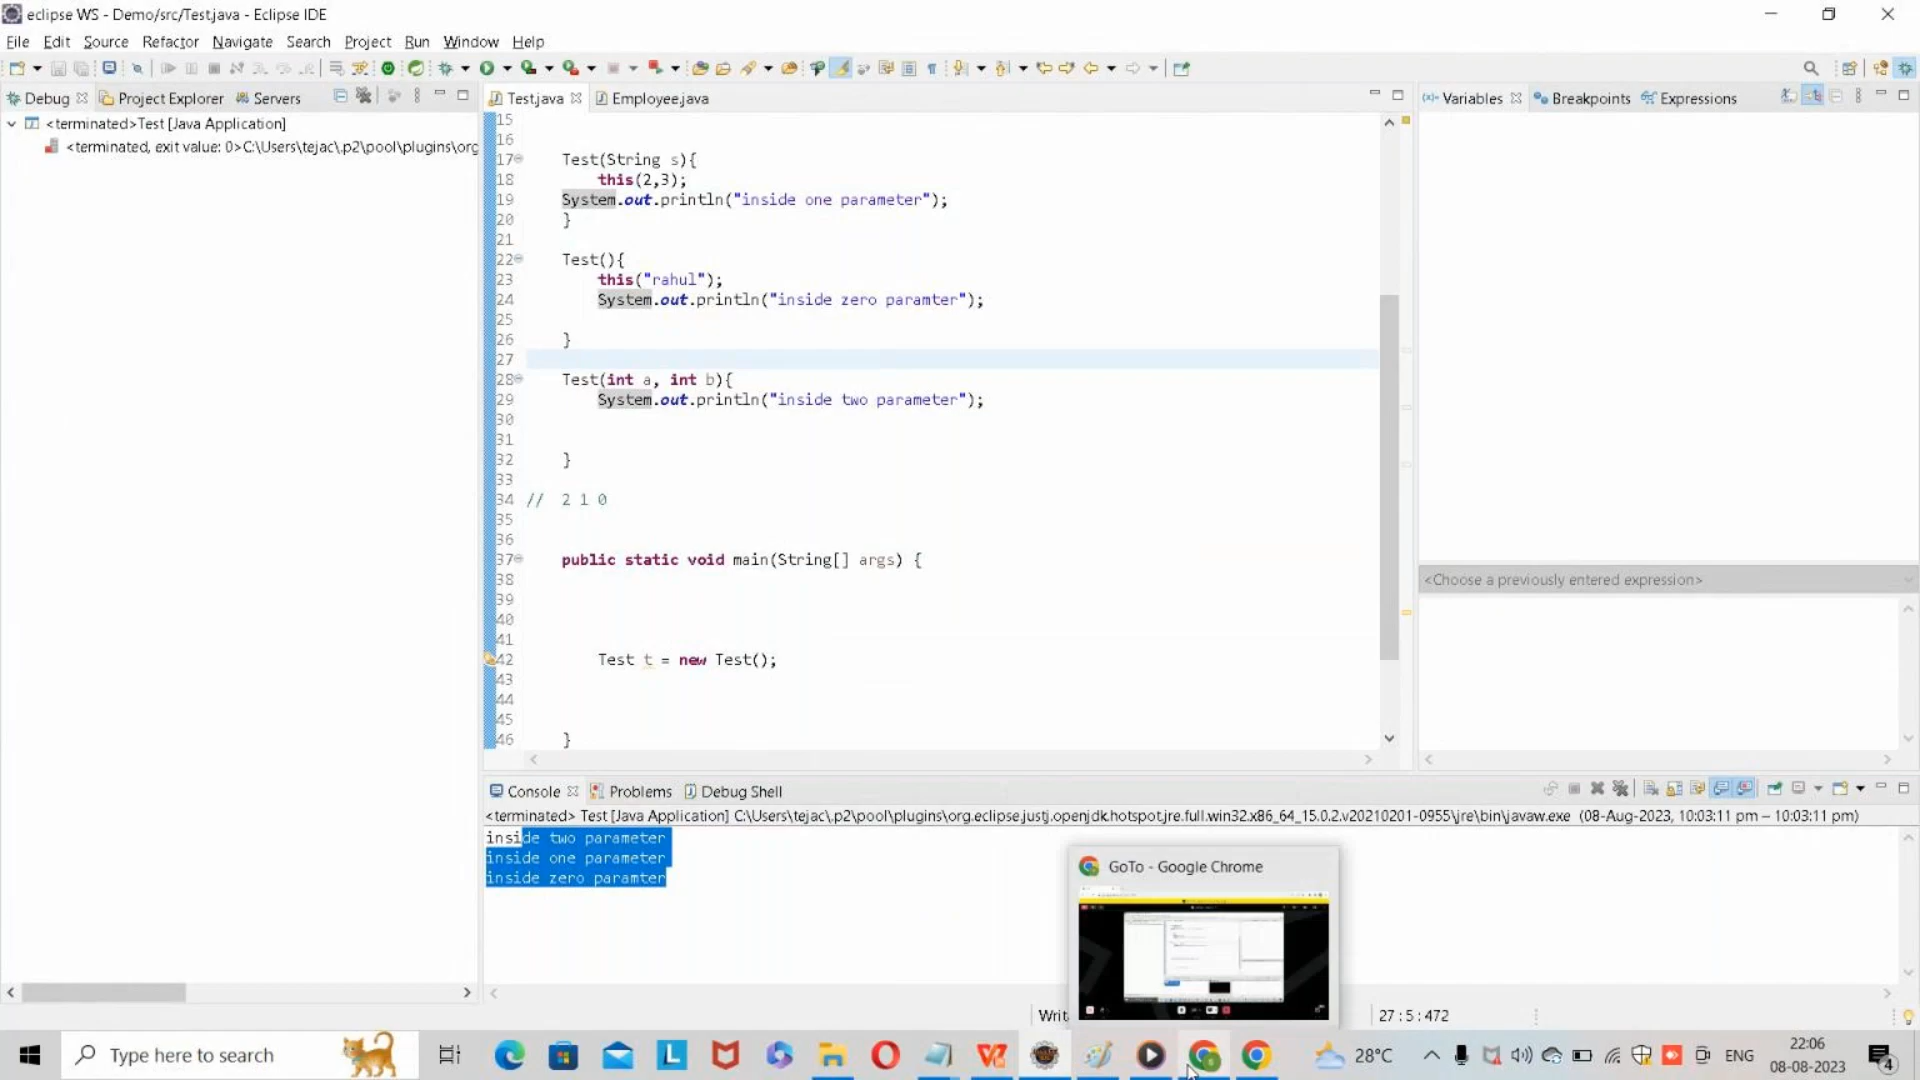 eclipse WS - Demo/src/Test.java - Eclipse IDE
File Edit Source Refactor Navigate Search Project Run Window Help
Debug Project Explorer Servers
Test.java Employee.java
Variables Breakpoints Expressions
<terminated>Test [Java Application]
<terminated, exit value: 0>C:\Users\tejac\.p2\pool\plugins\org
15
16
17 Test(String s){
18 this(2,3);
19 System.out.println("inside one parameter");
20 }
21
22 Test(){
23 this("rahul");
24 System.out.println("inside zero paramter");
25
26 }
27
28 Test(int a, int b){
29 System.out.println("inside two parameter");
30
31
32 }
33
34 // 2 1 0
35
36
37 public static void main(String[] args) {
38
39
40
41
42 Test t = new Test();
43
44
45
46 }
<Choose a previously entered expression>
Console Problems Debug Shell
<terminated> Test [Java Application] C:\Users\tejac\.p2\pool\plugins\org.eclipse.justj.openjdk.hotspot.jre.full.win32.x86_64_15.0.2.v20210201-0955\jre\bin\javaw.exe (08-Aug-2023, 10:03:11 pm – 10:03:11 pm)
inside two parameter
inside one parameter
inside zero paramter
GoTo - Google Chrome
Writ
27 : 5 : 472
Type here to search
28°C
ENG
22:06
08-08-2023
4